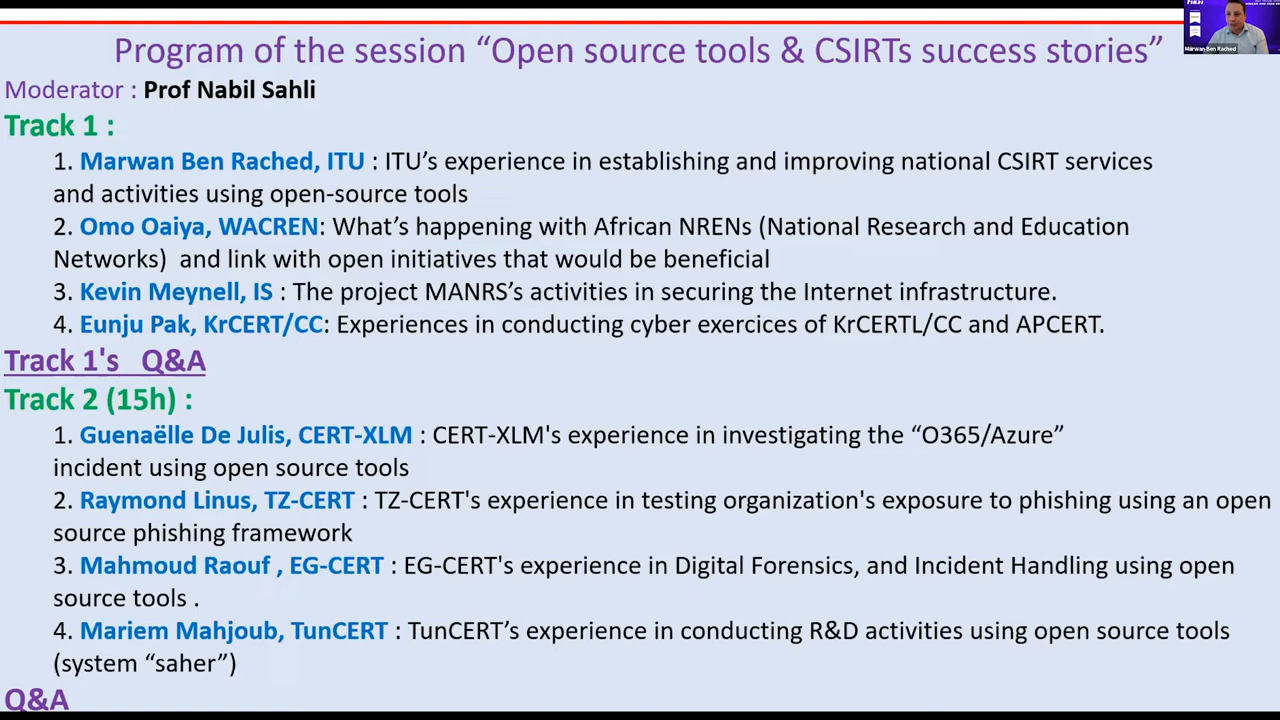 Program of the session “Open source tools & CSIRTs success stories”
Marwan Ben Rached
Moderator : Prof Nabil Sahli
Track 1 :
1. Marwan Ben Rached, ITU : ITU’s experience in establishing and improving national CSIRT services
and activities using open-source tools
2. Omo Oaiya, WACREN: What’s happening with African NRENs (National Research and Education
Networks) and link with open initiatives that would be beneficial
3. Kevin Meynell, IS : The project MANRS’s activities in securing the Internet infrastructure.
4. Eunju Pak, KrCERT/CC: Experiences in conducting cyber exercices of KrCERTL/CC and APCERT.
Track 1's Q&A
Track 2 (15h) :
1. Guenaëlle De Julis, CERT-XLM : CERT-XLM's experience in investigating the “O365/Azure”
incident using open source tools
2. Raymond Linus, TZ-CERT : TZ-CERT's experience in testing organization's exposure to phishing using an open
source phishing framework
3. Mahmoud Raouf , EG-CERT : EG-CERT's experience in Digital Forensics, and Incident Handling using open
source tools .
4. Mariem Mahjoub, TunCERT : TunCERT’s experience in conducting R&D activities using open source tools
(system “saher”)
Q&A